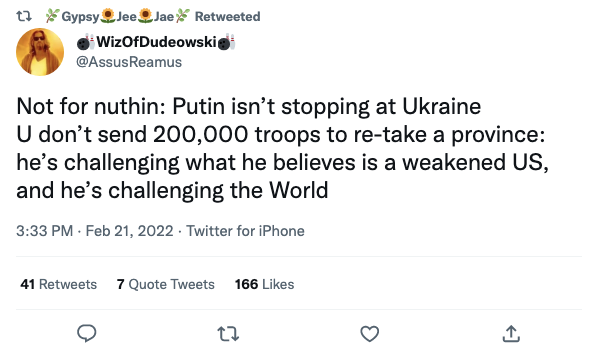 🌿Gypsy🌻Jee🌻Jae🌿 Retweeted
🎳WizOfDudeowski🎳
@AssusReamus
Not for nuthin: Putin isn’t stopping at Ukraine
U don’t send 200,000 troops to re-take a province:
he’s challenging what he believes is a weakened US,
and he’s challenging the World
3:33 PM · Feb 21, 2022 · Twitter for iPhone
41 Retweets 7 Quote Tweets 166 Likes